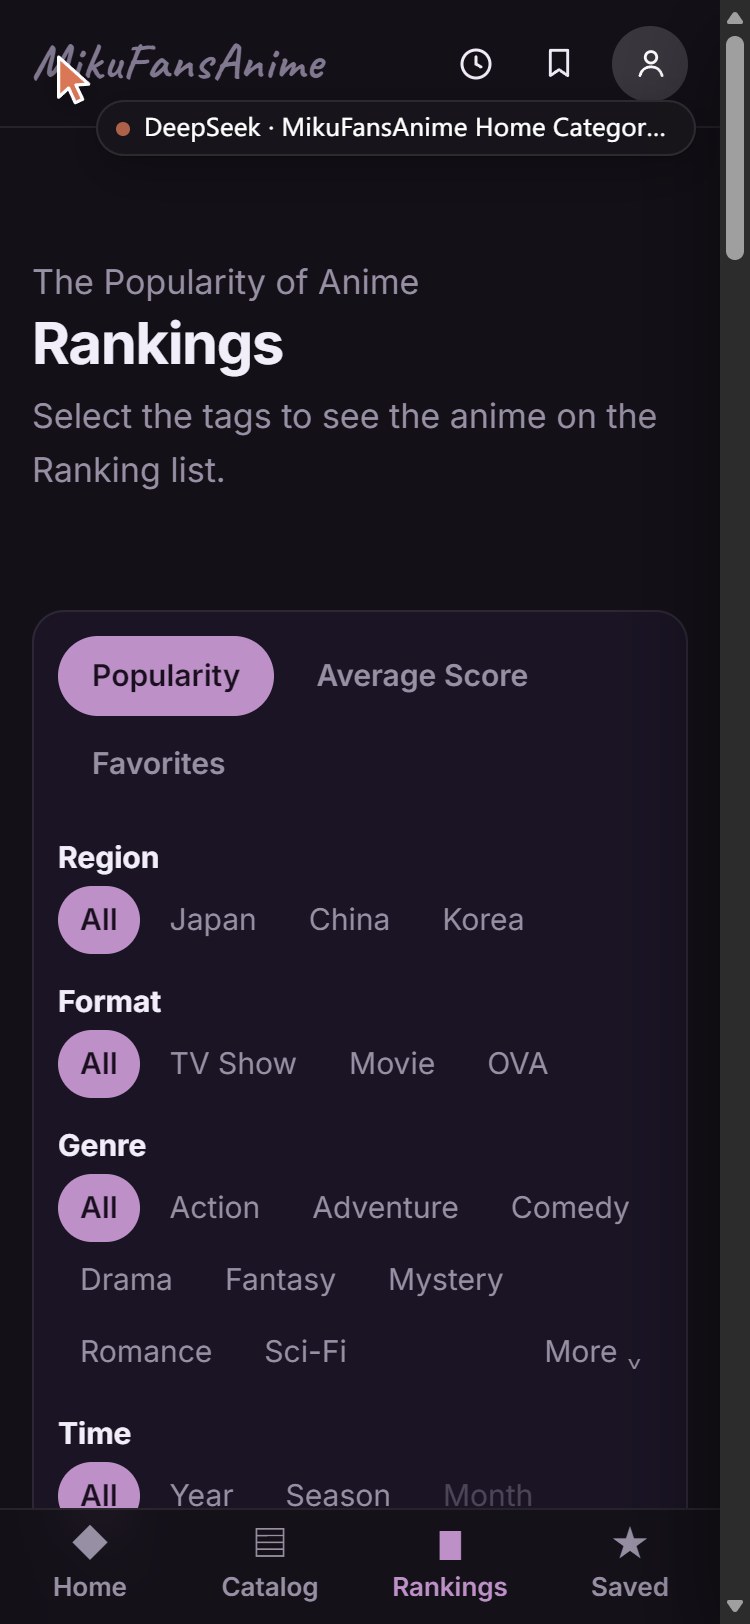 MikuFansAnime
DeepSeek · MikuFansAnime Home Categor...
The Popularity of Anime
Rankings
Select the tags to see the anime on the
Ranking list.
Popularity Average Score
Favorites
Region
All Japan China Korea
Format
All TV Show Movie OVA
Genre
All Action Adventure Comedy
Drama Fantasy Mystery
Romance Sci-Fi More
Time
All Year Season Month
Home Catalog Rankings Saved